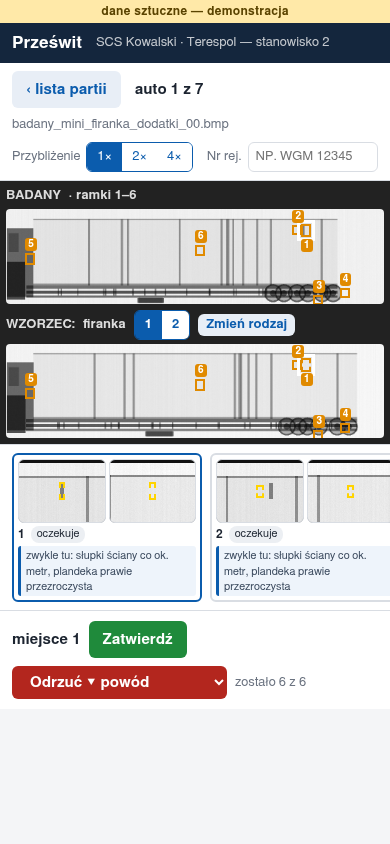 dane sztuczne — demonstracja
Prześwit SCS Kowalski · Terespol — stanowisko 2
‹ lista partii auto 1 z 7
badany_mini_firanka_dodatki_00.bmp
Przybliżenie 1× 2× 4× Nr rej. NP. WGM 12345
BADANY · ramki 1–6
2
6
5
1
4
3
WZORZEC: firanka 1 2 Zmień rodzaj
2
6
5
1
4
3
1 oczekuje
zwykle tu: słupki ściany co ok.
metr, plandeka prawie
przezroczysta
2 oczekuje
zwykle tu: słupki ściany co ok.
metr, plandeka prawie
przezroczysta
miejsce 1 Zatwierdź
Odrzuć ▼ powód zostało 6 z 6